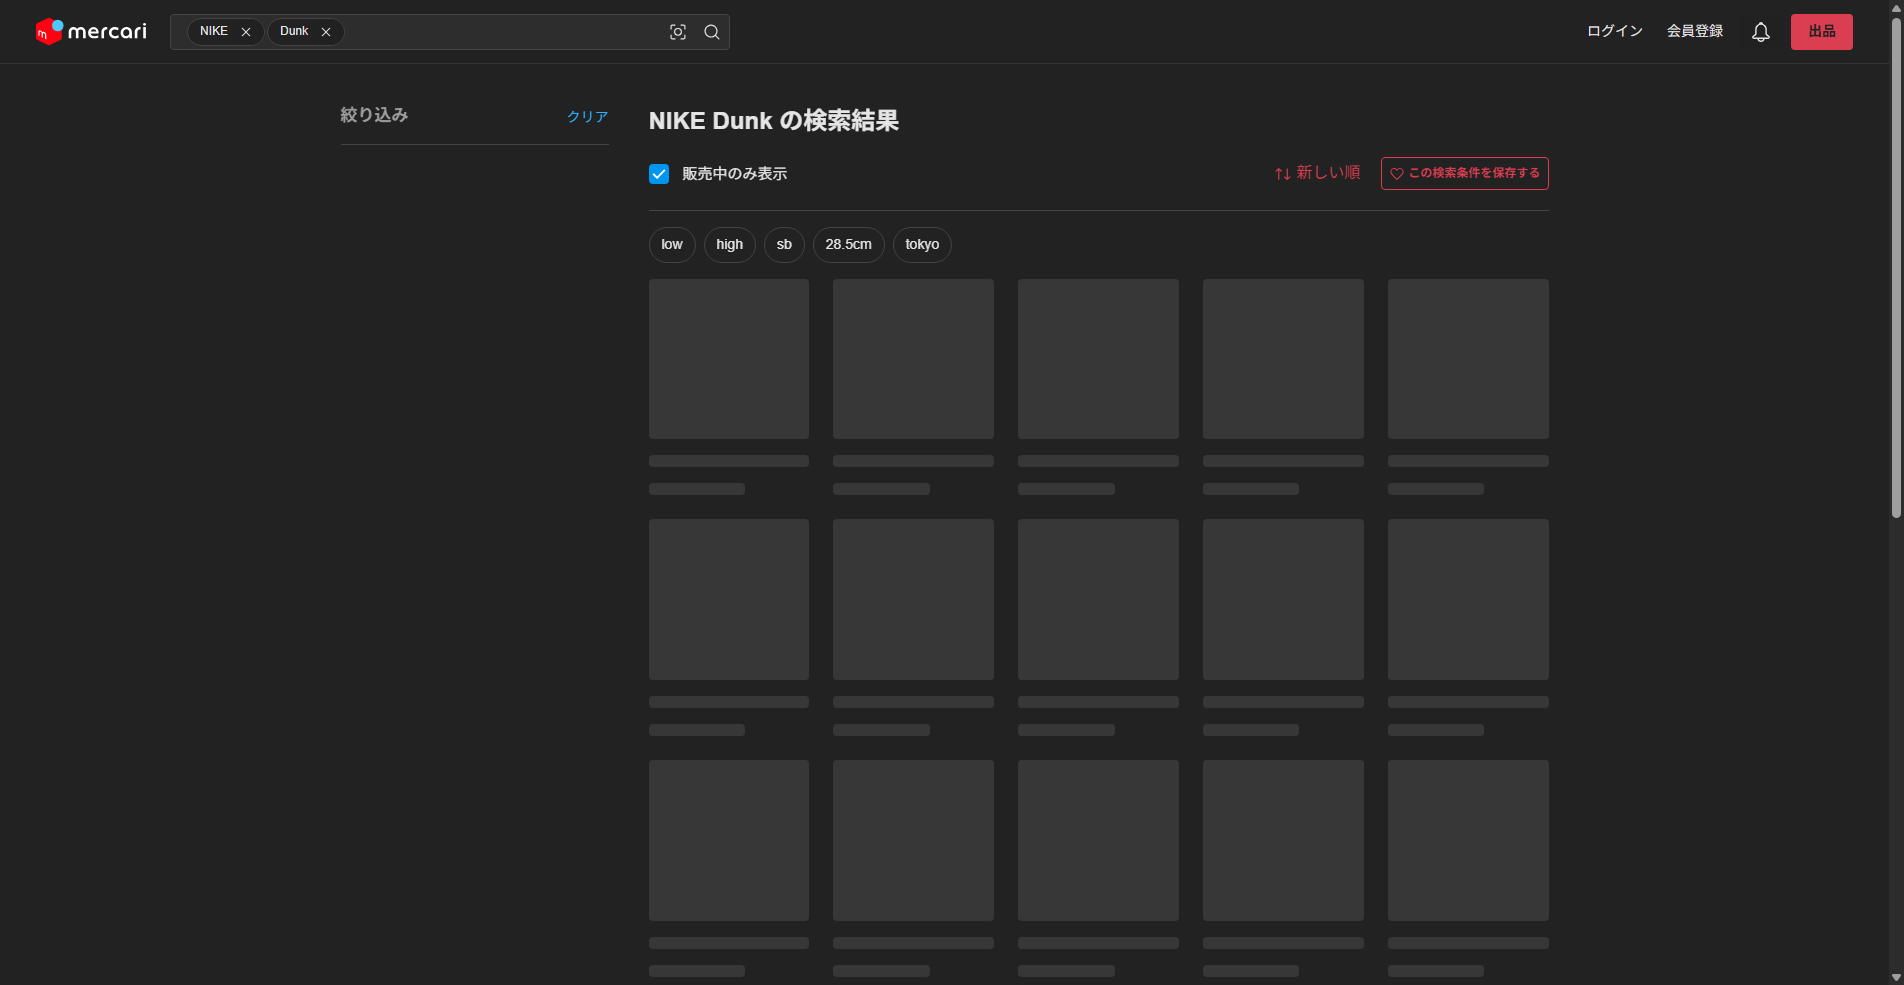 mercari
NIKE
Dunk
ログイン
会員登録
出品
絞り込み
クリア
NIKE Dunk の検索結果
販売中のみ表示
新しい順
この検索条件を保存する
low
high
sb
28.5cm
tokyo